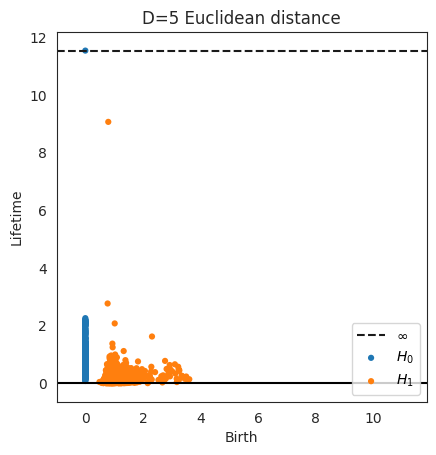 D=5 Euclidean distance
12
10
8
6
4
2
0
Lifetime
∞
H₀
H₁
0 2 4 6 8 10
Birth